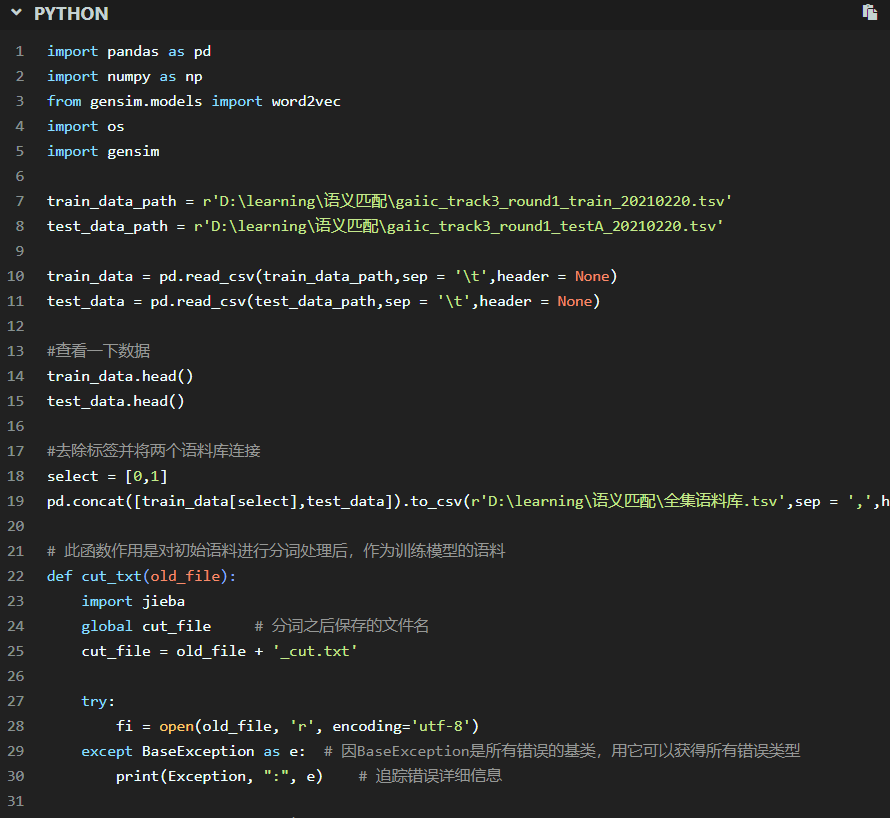 PYTHON
1 import pandas as pd
2 import numpy as np
3 from gensim.models import word2vec
4 import os
5 import gensim
6
7 train_data_path = r'D:\learning\语义匹配\gaiic_track3_round1_train_20210220.tsv'
8 test_data_path = r'D:\learning\语义匹配\gaiic_track3_round1_testA_20210220.tsv'
9
10 train_data = pd.read_csv(train_data_path,sep = '\t',header = None)
11 test_data = pd.read_csv(test_data_path,sep = '\t',header = None)
12
13 #查看一下数据
14 train_data.head()
15 test_data.head()
16
17 #去除标签并将两个语料库连接
18 select = [0,1]
19 pd.concat([train_data[select],test_data]).to_csv(r'D:\learning\语义匹配\全集语料库.tsv',sep = ',',h
20
21 # 此函数作用是对初始语料进行分词处理后，作为训练模型的语料
22 def cut_txt(old_file):
23     import jieba
24     global cut_file     # 分词之后保存的文件名
25     cut_file = old_file + '_cut.txt'
26
27     try:
28         fi = open(old_file, 'r', encoding='utf-8')
29     except BaseException as e:  # 因BaseException是所有错误的基类，用它可以获得所有错误类型
30         print(Exception, ":", e)    # 追踪错误详细信息
31